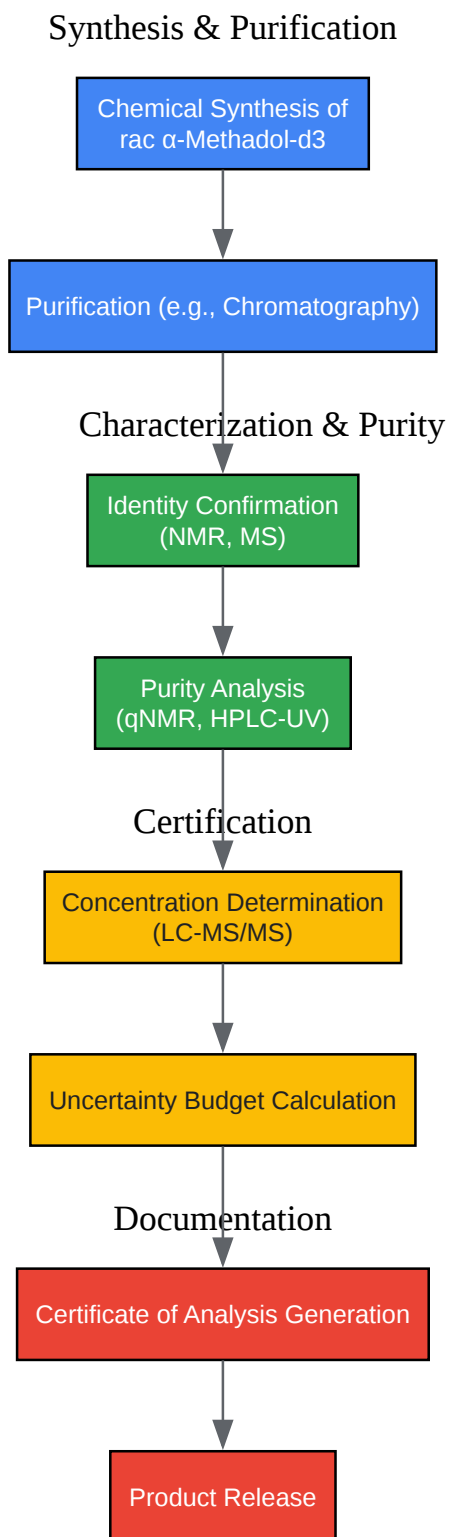 Synthesis & Purification
Chemical Synthesis of
rac α-Methadol-d3
Purification (e.g., Chromatography)
Characterization & Purity
Identity Confirmation
(NMR, MS)
Purity Analysis
(qNMR, HPLC-UV)
Certification
Concentration Determination
(LC-MS/MS)
Uncertainty Budget Calculation
Documentation
Certificate of Analysis Generation
Product Release